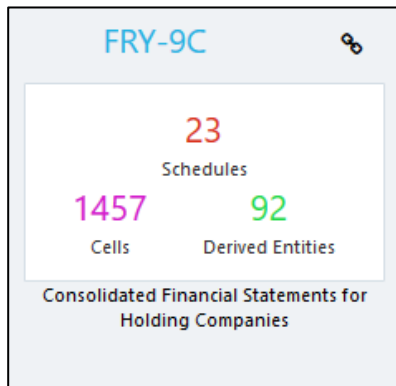 FRY-9C
23
Schedules
1457
92
Cells
Derived Entities
Consolidated Financial Statements for
Holding Companies